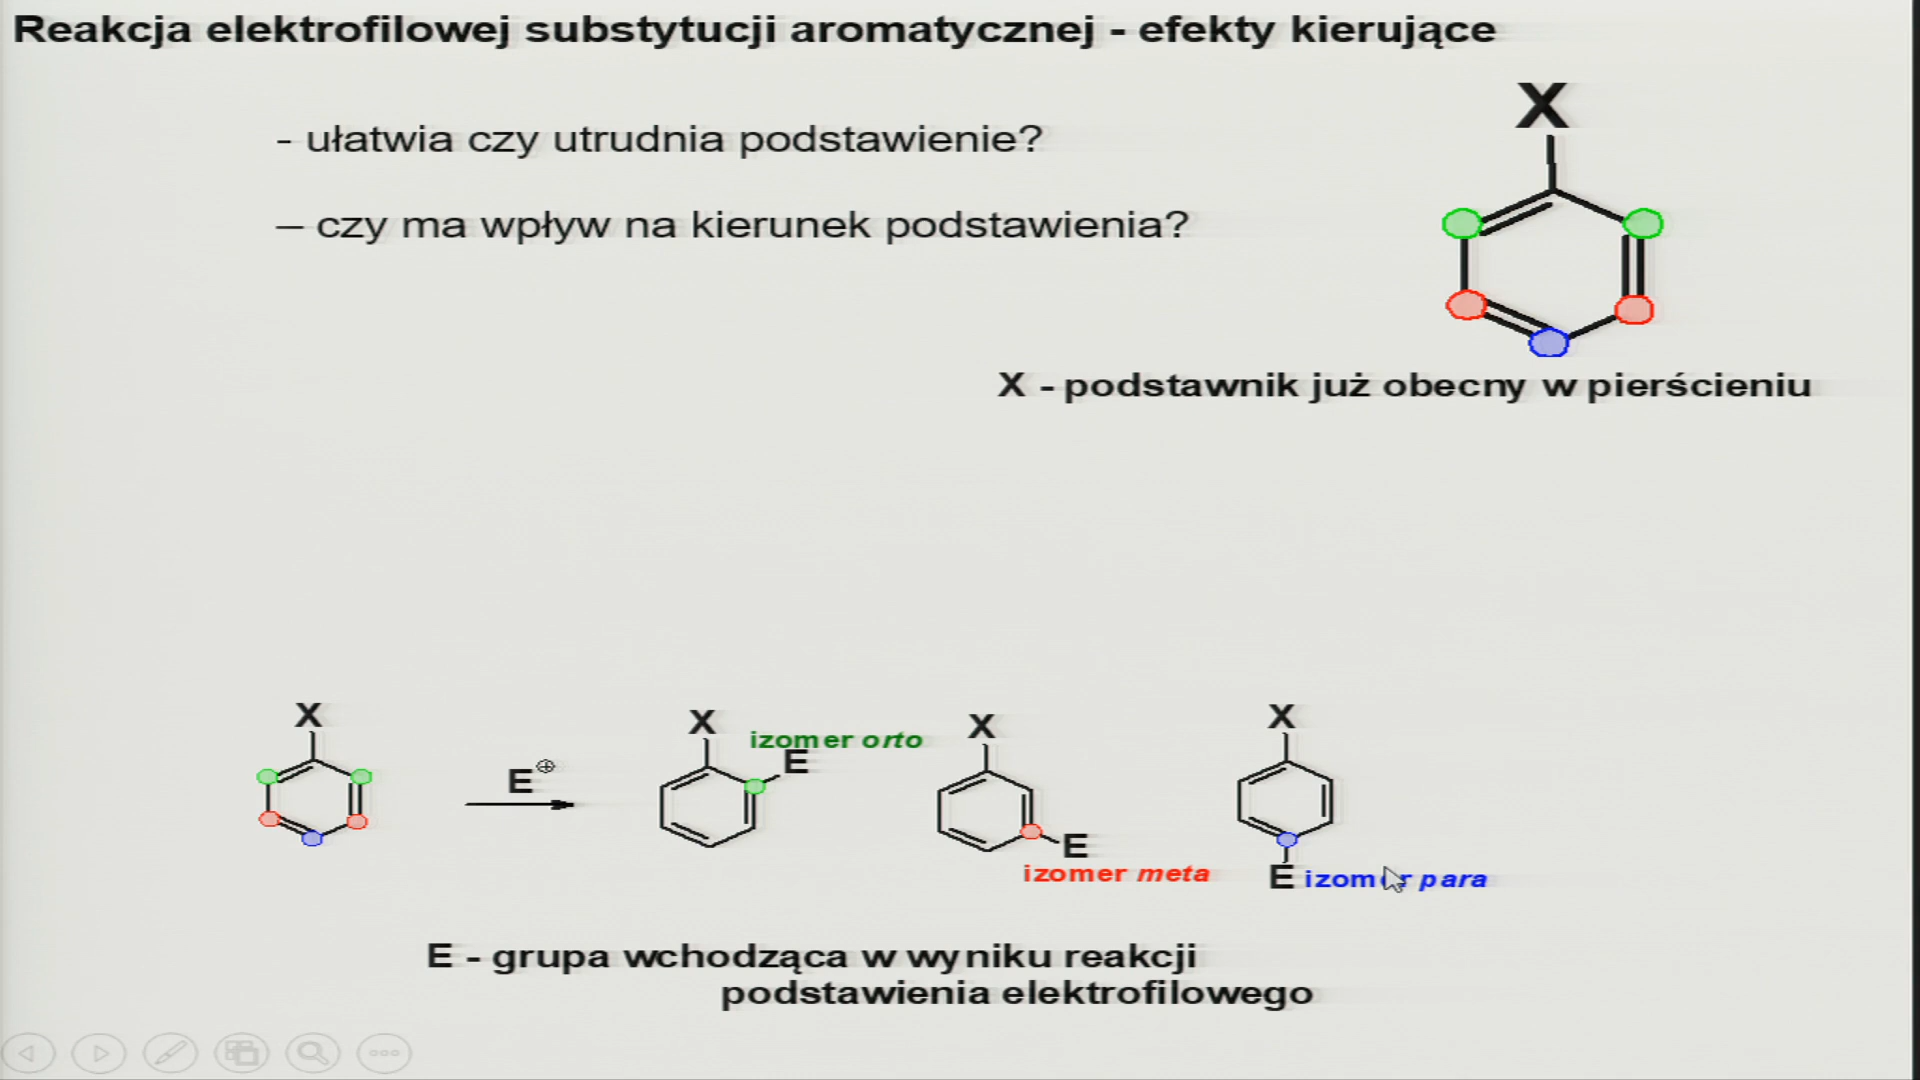 Reakcja elektrofilowej substytucji aromatycznej - efekty kierujące
X
- ułatwia czy utrudnia podstawienie?
– czy ma wpływ na kierunek podstawienia?
X - podstawnik już obecny w pierścieniu
X
E⊕
X
izomer orto
E
X
E
izomer meta
X
E izomer para
E - grupa wchodząca w wyniku reakcji
podstawienia elektrofilowego